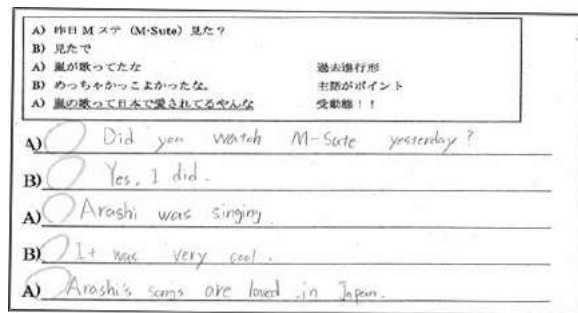 A) 昨日 M ステ (M-Sute) 見た?
B) 見たで
A) 嵐が歌ってたな 過去進行形
B) めっちゃかっこよかったな。 主語がポイント
A) 嵐の歌って日本で愛されてるやんな 受動態!!
A) Did you watch M-Sute yesterday?
B) Yes, I did.
A) Arashi was singing
B) It was very cool.
A) Arashi's songs are loved in Japan.